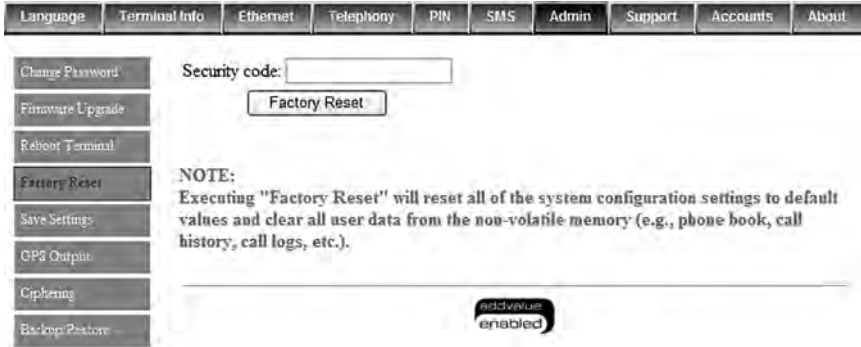 Language Terminal Info Ethernet Telephony PIN SMS Admin Support Accounts About
Change Password
Firmware Upgrade
Reboot Terminal
Factory Reset
Save Settings
GPS Output
Ciphering
Backup/Restore
Security code:
Factory Reset
NOTE:
Executing "Factory Reset" will reset all of the system configuration settings to default
values and clear all user data from the non-volatile memory (e.g., phone book, call
history, call logs, etc.).
addvalue
enabled